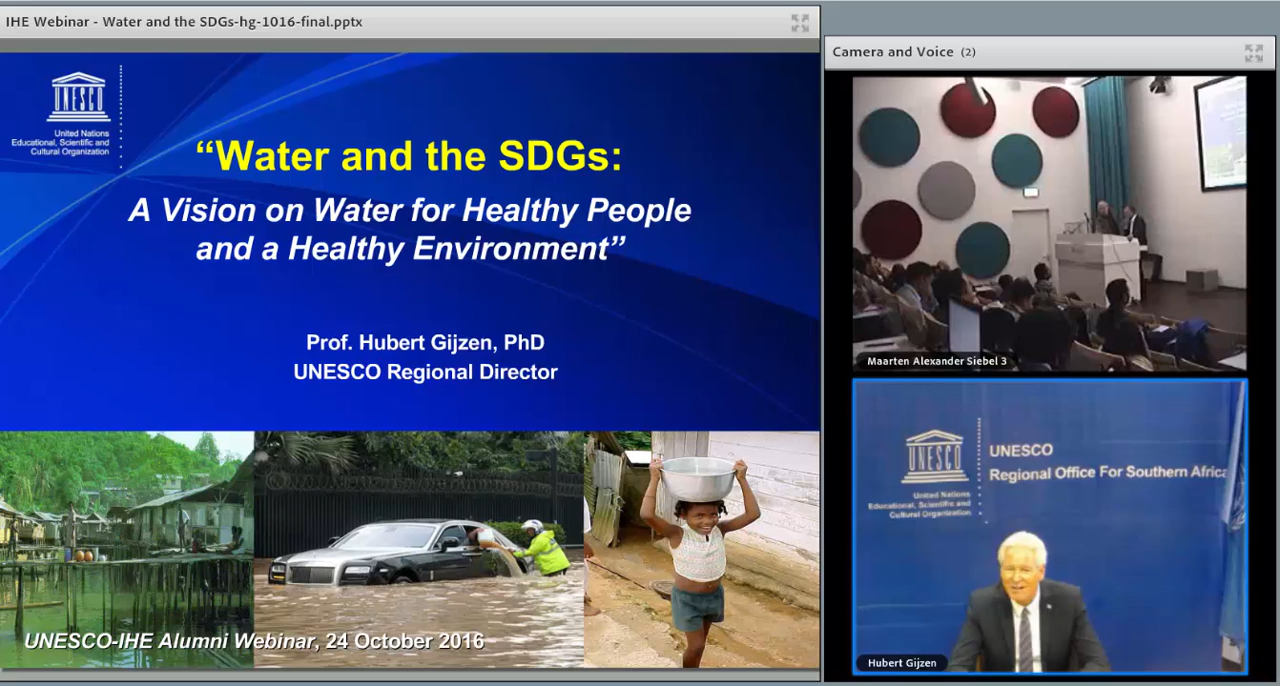 IHE Webinar - Water and the SDGs-hg-1016-final.pptx
UNESCO
United Nations
Educational, Scientific and
Cultural Organization
“Water and the SDGs:
A Vision on Water for Healthy People
and a Healthy Environment”
Prof. Hubert Gijzen, PhD
UNESCO Regional Director
UNESCO-IHE Alumni Webinar, 24 October 2016
Camera and Voice (2)
Maarten Alexander Siebel 3
UNESCO
United Nations
Educational, Scientific and
Cultural Organization
UNESCO
Regional Office For Southern Africa
Hubert Gijzen